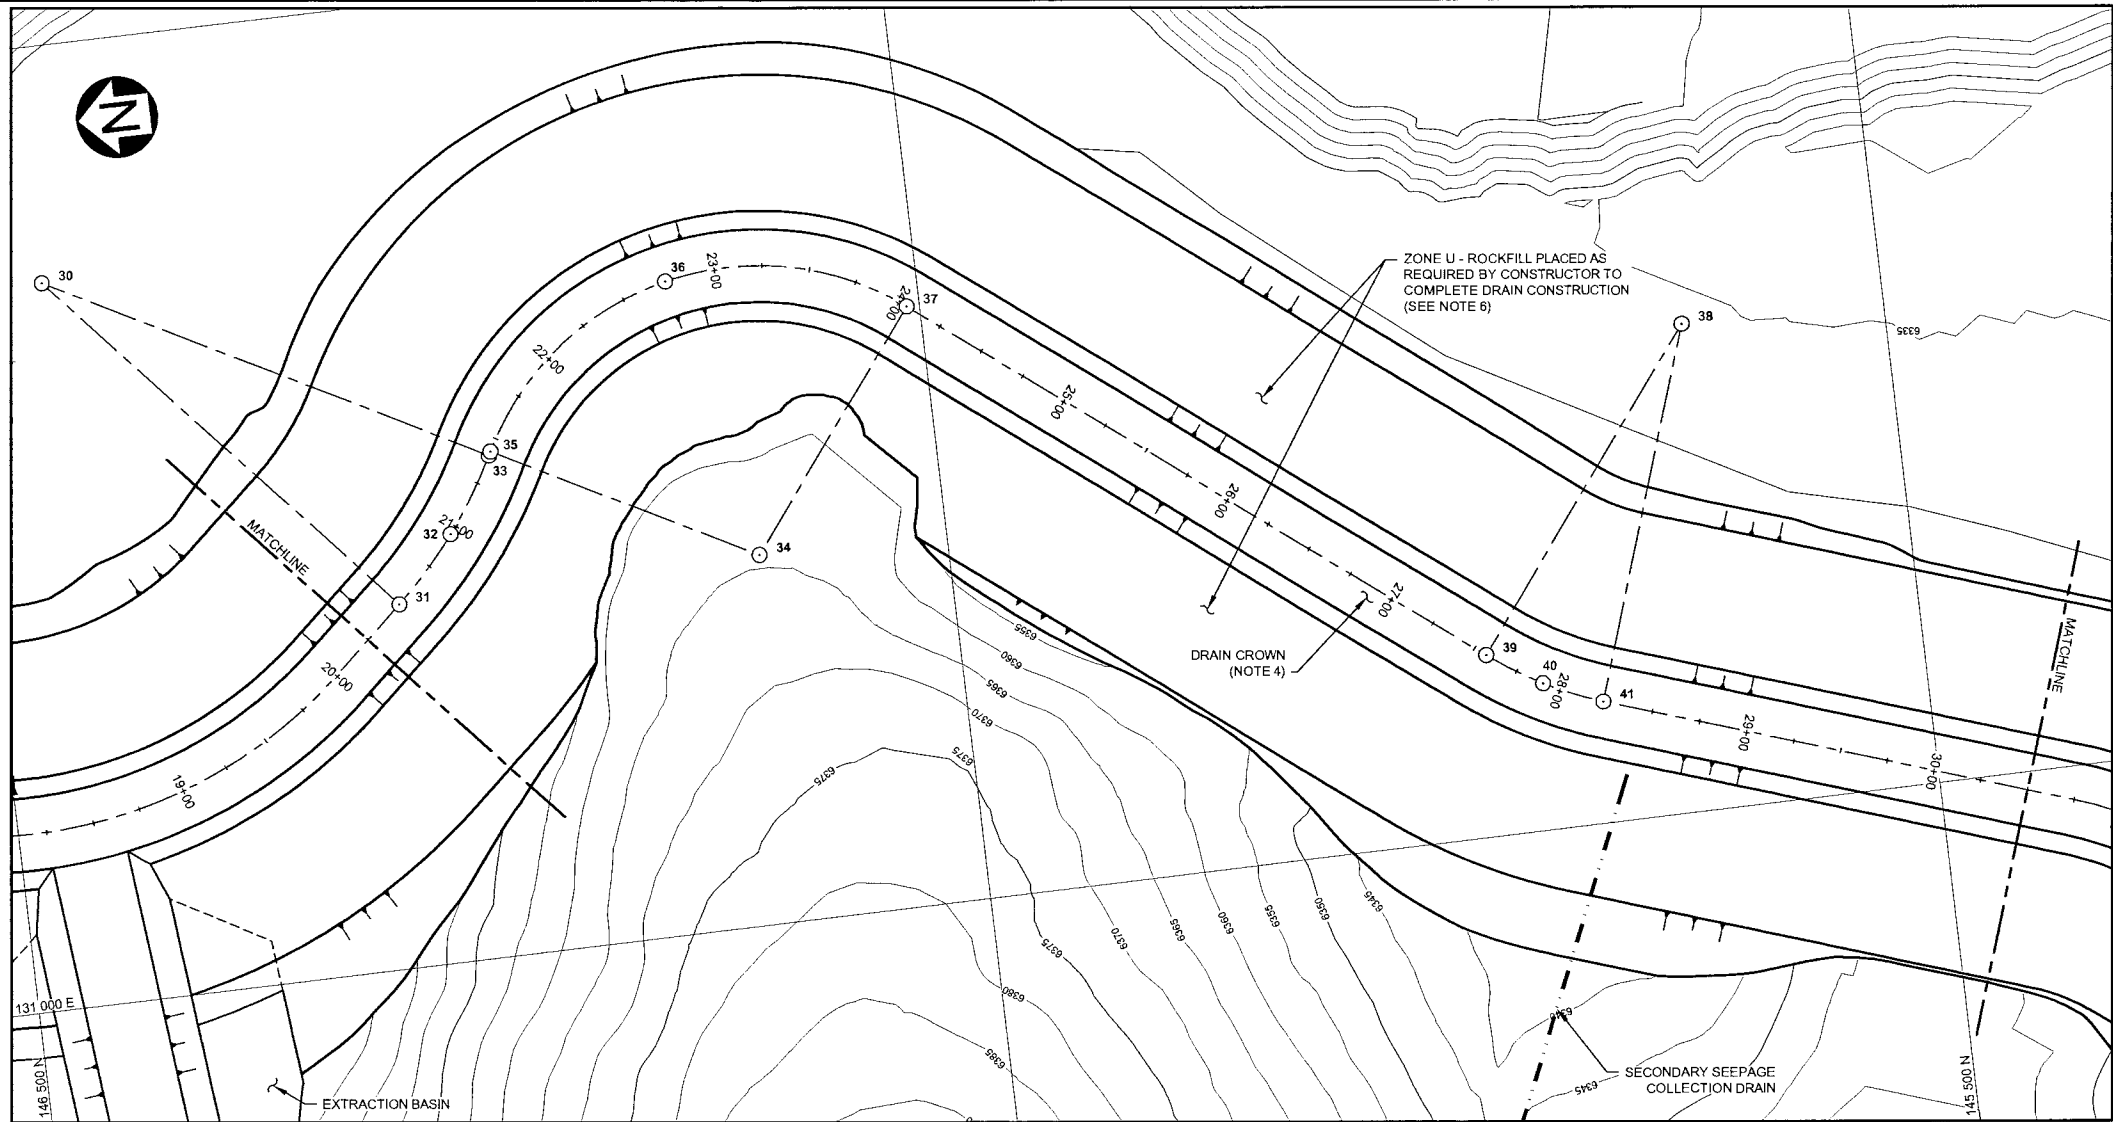 N
30
36
23+00
24+00
37
ZONE U - ROCKFILL PLACED AS
REQUIRED BY CONSTRUCTOR TO
COMPLETE DRAIN CONSTRUCTION
(SEE NOTE 6)
38
6335
22+00
25+00
35
33
MATCHLINE
21+00
32
34
26+00
31
27+00
20+00
6355
6360
6365
6370
6375
6375
DRAIN CROWN
(NOTE 4)
39
40
28+00
41
MATCHLINE
29+00
30+00
19+00
6375
6370
6365
6360
6355
6350
6345
6380
6385
6345
131 000 E
146 500 N
EXTRACTION BASIN
SECONDARY SEEPAGE
COLLECTION DRAIN
145 500 N